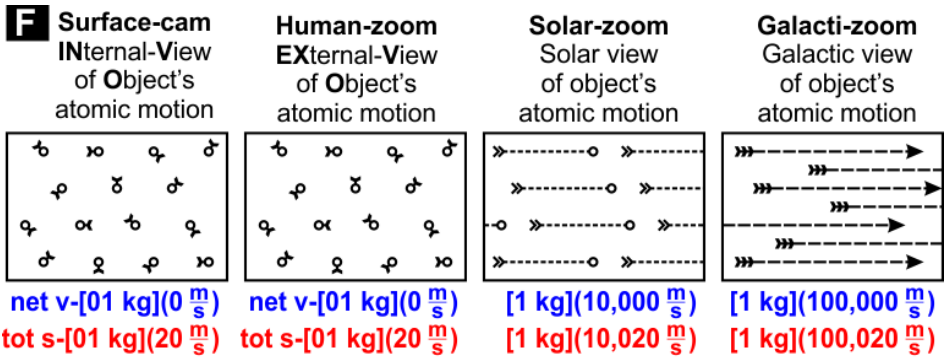 F
Surface-cam
INternal-View
of Object's
atomic motion
net v-[01 kg](0 m/s)
tot s-[01 kg](20 m/s)
Human-zoom
EXternal-View
of Object's
atomic motion
net v-[01 kg](0 m/s)
tot s-[01 kg](20 m/s)
Solar-zoom
Solar view
of object's
atomic motion
[1 kg](10,000 m/s)
[1 kg](10,020 m/s)
Galacti-zoom
Galactic view
of object's
atomic motion
[1 kg](100,000 m/s)
[1 kg](100,020 m/s)